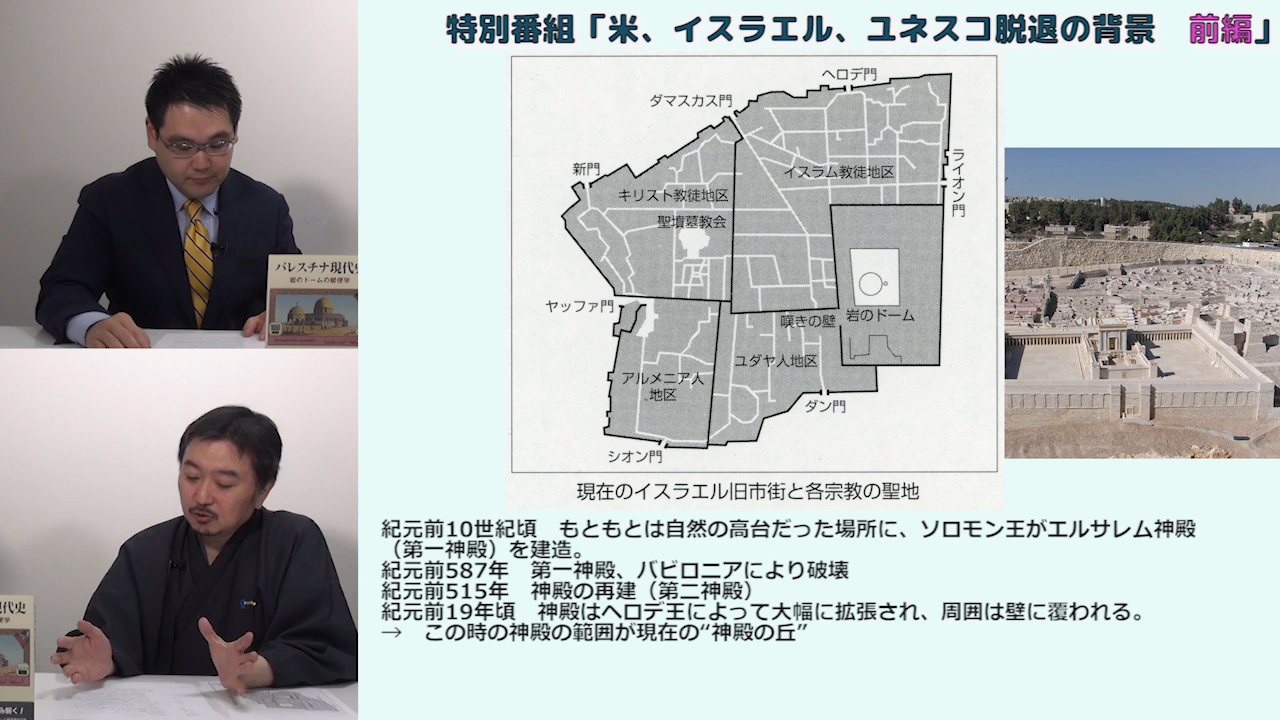 特別番組「米、イスラエル、ユネスコ脱退の背景　前編」
ヘロデ門
ダマスカス門
ライオン門
新門
イスラム教徒地区
キリスト教徒地区
聖墳墓教会
ヤッファ門
嘆きの壁
岩のドーム
ユダヤ人地区
アルメニア人
地区
ダン門
シオン門
現在のイスラエル旧市街と各宗教の聖地
紀元前10世紀頃　もともとは自然の高台だった場所に、ソロモン王がエルサレム神殿
（第一神殿）を建造。
紀元前587年　第一神殿、バビロニアにより破壊
紀元前515年　神殿の再建（第二神殿）
紀元前19年頃　神殿はヘロデ王によって大幅に拡張され、周囲は壁に覆われる。
→　この時の神殿の範囲が現在の“神殿の丘”
パレスチナ現代史
岩のドームの郵便学
現代史
便学
み解く！